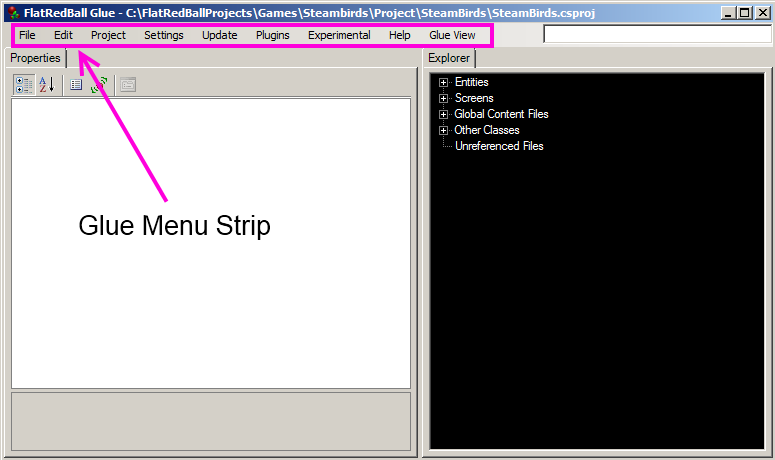 FlatRedBall Glue - C:\FlatRedBallProjects\Games\Steambirds\Project\SteamBirds\SteamBirds.csproj
File Edit Project Settings Update Plugins Experimental Help Glue View
Properties Explorer
A
Z
Entities
Screens
Global Content Files
Other Classes
Unreferenced Files
Glue Menu Strip